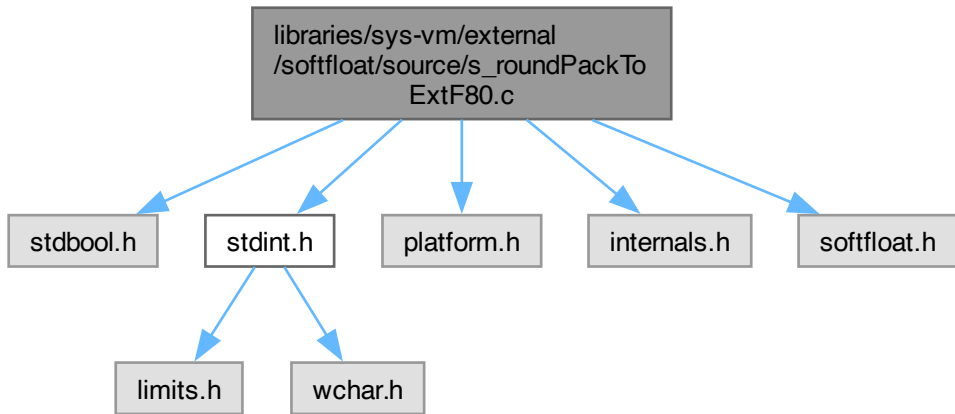 libraries/sys-vm/external
/softfloat/source/s_roundPackTo
ExtF80.c
stdbool.h
stdint.h
platform.h
internals.h
softfloat.h
limits.h
wchar.h